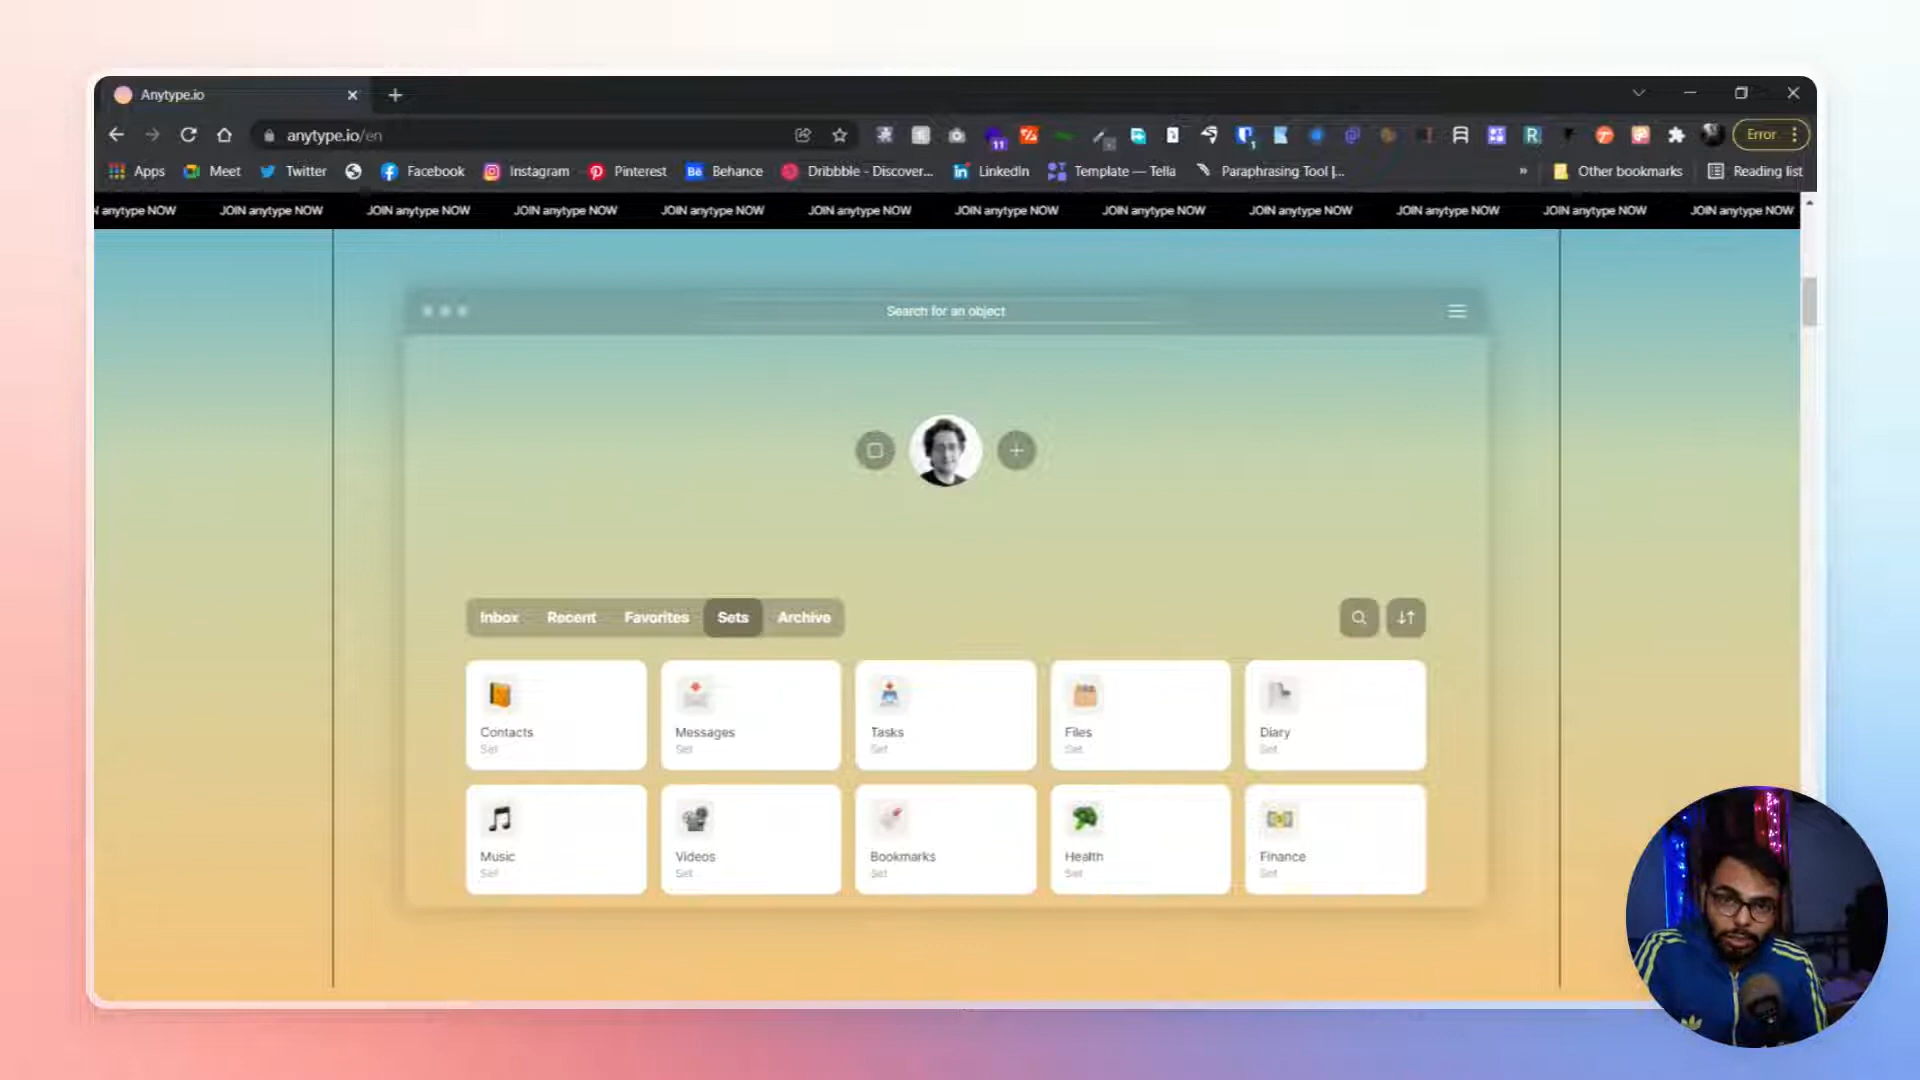 Anytype.io
anytype.io/en
11
1
R
Error
Apps
Meet
Twitter
Facebook
Instagram
Pinterest
Bē Behance
Dribbble - Discover...
in LinkedIn
Template — Tella
Paraphrasing Tool |...
»
Other bookmarks
Reading list
N anytype NOW JOIN anytype NOW JOIN anytype NOW JOIN anytype NOW JOIN anytype NOW JOIN anytype NOW JOIN anytype NOW JOIN anytype NOW JOIN anytype NOW JOIN anytype NOW JOIN anytype NOW JOIN anytype NOW
Search for an object
Inbox Recent Favorites Sets Archive
Contacts
Set
Messages
Set
Tasks
Set
Files
Set
Diary
Set
Music
Set
Videos
Set
Bookmarks
Set
Health
Set
Finance
Set